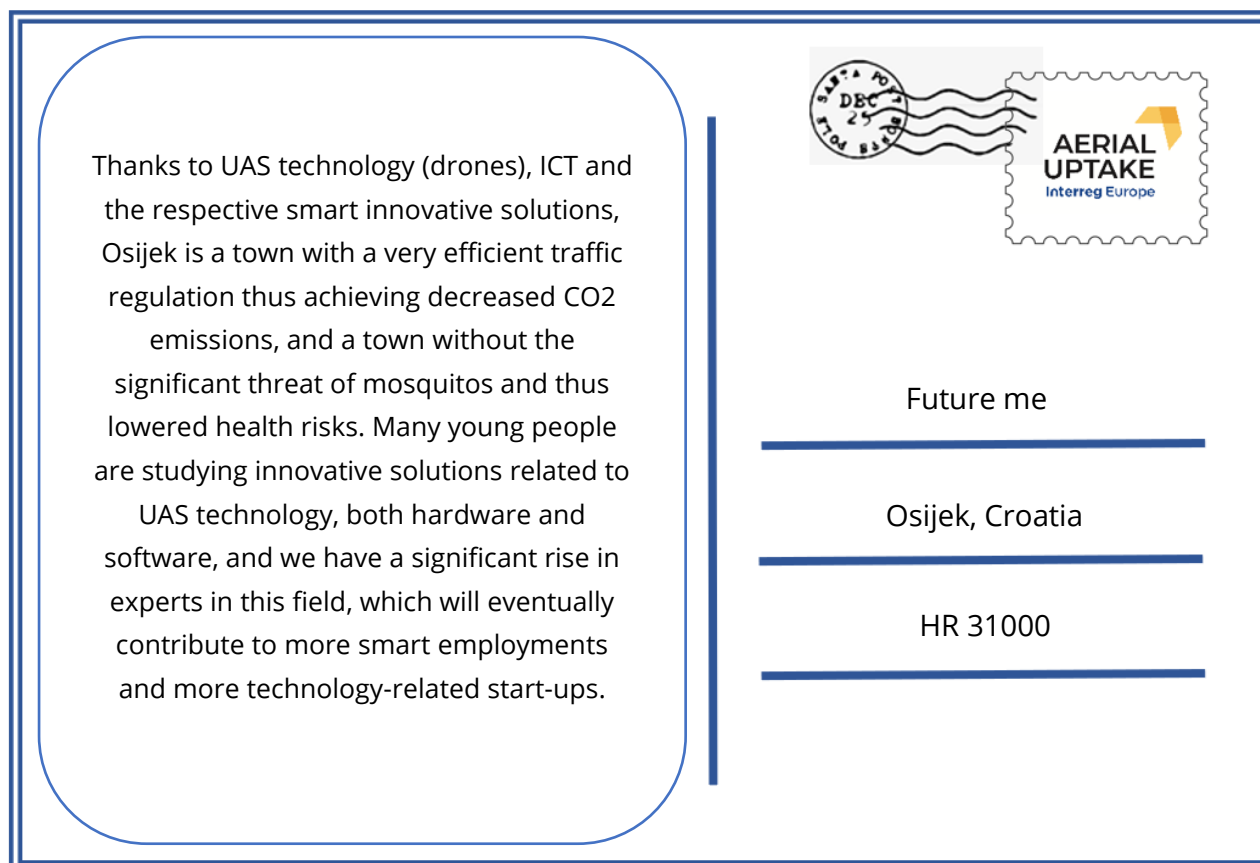 Thanks to UAS technology (drones), ICT and
the respective smart innovative solutions,
Osijek is a town with a very efficient traffic
regulation thus achieving decreased CO2
emissions, and a town without the
significant threat of mosquitos and thus
lowered health risks. Many young people
are studying innovative solutions related to
UAS technology, both hardware and
software, and we have a significant rise in
experts in this field, which will eventually
contribute to more smart employments
and more technology-related start-ups.
SANTA POST NORTH POLE
DEC
25
AERIAL
UPTAKE
Interreg Europe
Future me
Osijek, Croatia
HR 31000